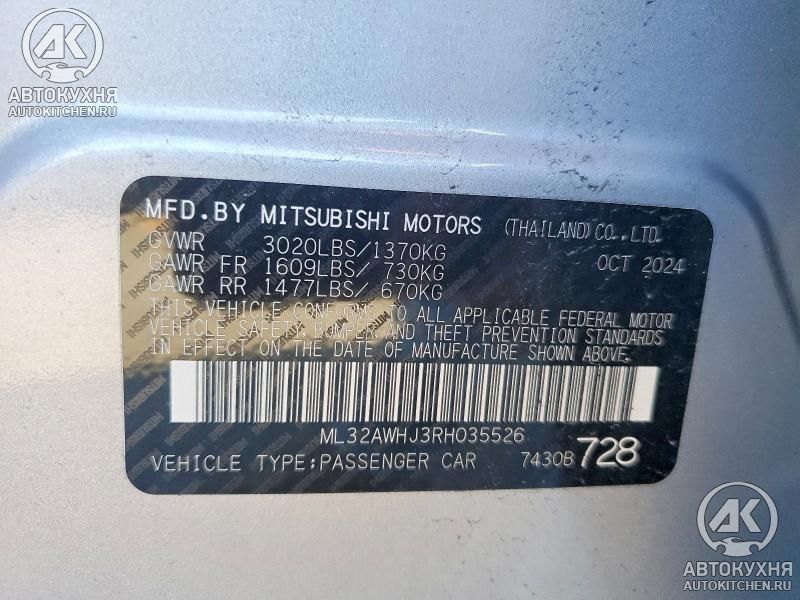 AK
АВТОКУХНЯ
AUTOKITCHEN.RU
MFD.BY MITSUBISHI MOTORS (THAILAND)CO.,LTD.
GVWR 3020LBS/1370KG OCT 2024
GAWR FR 1609LBS/ 730KG
GAWR RR 1477LBS/ 670KG
THIS VEHICLE CONFORMS TO ALL APPLICABLE FEDERAL MOTOR
VEHICLE SAFETY, BUMPER, AND THEFT PREVENTION STANDARDS
IN EFFECT ON THE DATE OF MANUFACTURE SHOWN ABOVE.
ML32AWHJ3RH035526
VEHICLE TYPE:PASSENGER CAR 7430B 728
AK
АВТОКУХНЯ
AUTOKITCHEN.RU